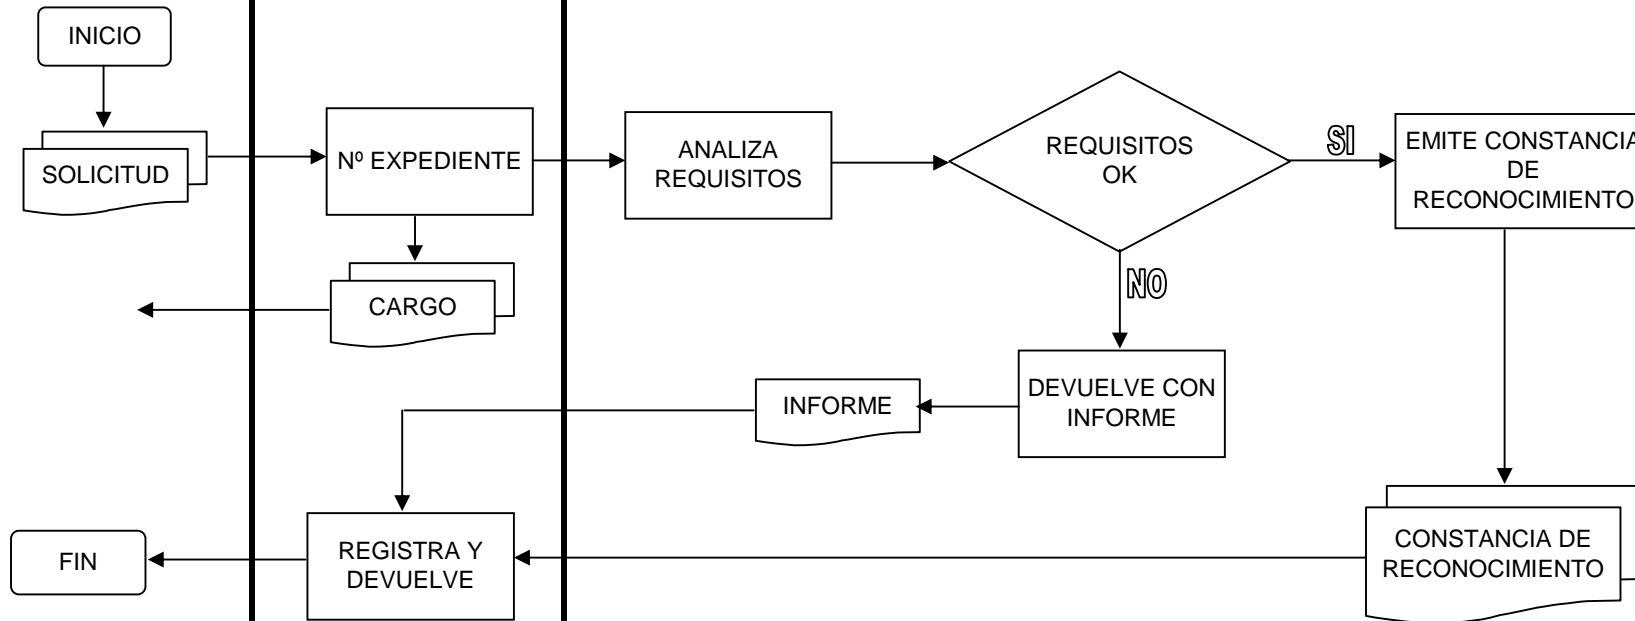 INICIO
SOLICITUD
Nº EXPEDIENTE
ANALIZA
REQUISITOS
REQUISITOS
OK
SI
EMITE CONSTANCIA
DE
RECONOCIMIENTO
CARGO
NO
DEVUELVE CON
INFORME
INFORME
FIN
REGISTRA Y
DEVUELVE
CONSTANCIA DE
RECONOCIMIENTO